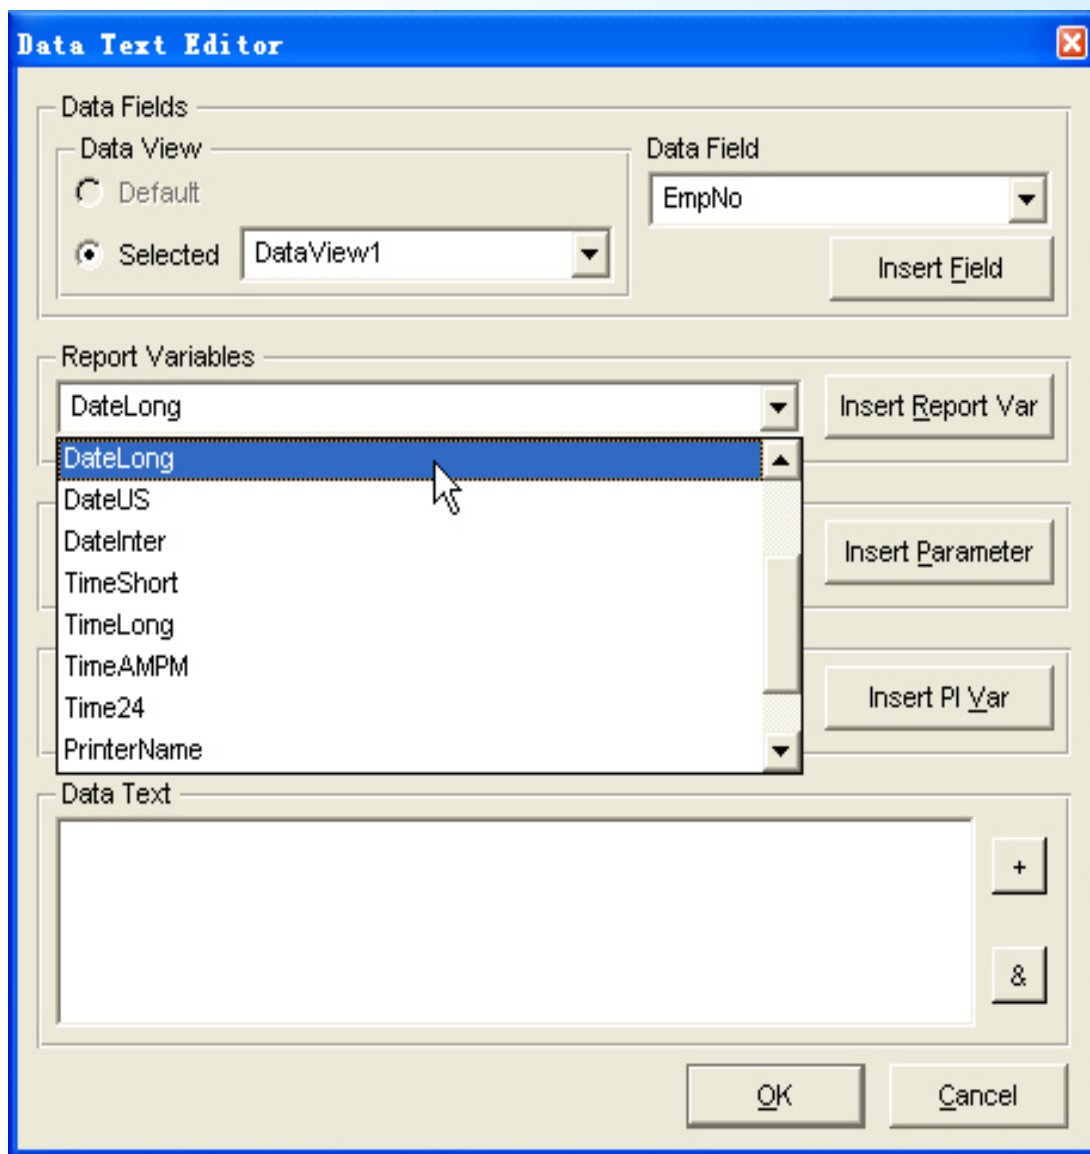 Data Text Editor
Data Fields
Data View
Default
Selected
DataView1
Data Field
EmpNo
Insert Field
Report Variables
DateLong
Insert Report Var
DateLong
DateUS
DateInter
TimeShort
TimeLong
TimeAMPM
Time24
PrinterName
Insert Parameter
Insert PI Var
Data Text
+
&
OK
Cancel